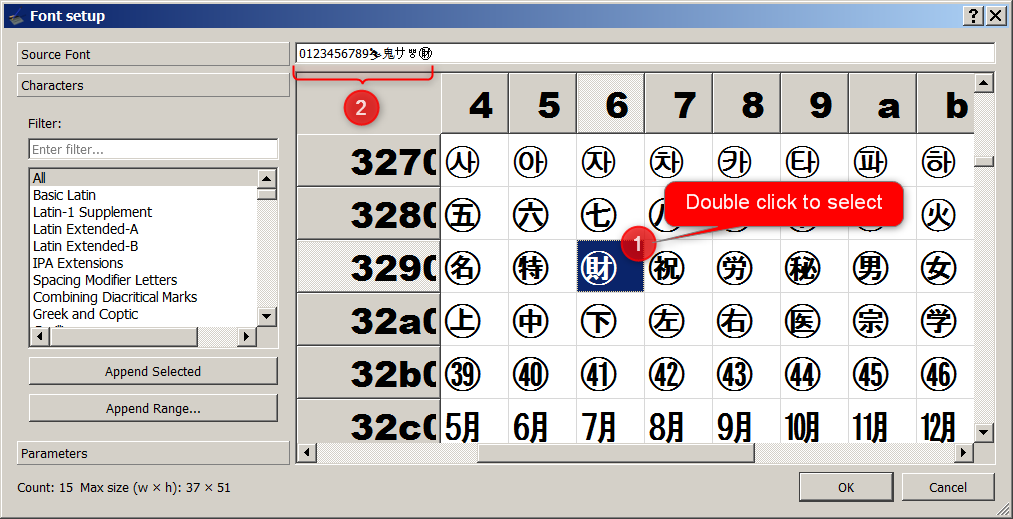 Font setup
Source Font
Characters
Filter:
Enter filter...
All
Basic Latin
Latin-1 Supplement
Latin Extended-A
Latin Extended-B
IPA Extensions
Spacing Modifier Letters
Combining Diacritical Marks
Greek and Coptic
Append Selected
Append Range...
Parameters
Count: 15 Max size (w × h): 37 × 51
0123456789
2
4 5 6 7 8 9 a b
3270 ㉴ ㉵ ㉶ ㉷ ㉸ ㉹ ㉺ ㉻
3280 ㊄ ㊅ ㊆ ㊋
Double click to select
1
3290 ㊔ ㊕ ㊖ ㊗ ㊘ ㊙ ㊚ ㊛
32a0 ㊤ ㊥ ㊦ ㊧ ㊨ ㊩ ㊪ ㊫
32b0 ㊴ ㊵ ㊶ ㊷ ㊸ ㊹ ㊺ ㊻
32c0 5月 6月 7月 8月 9月 10月 11月 12月
OK Cancel